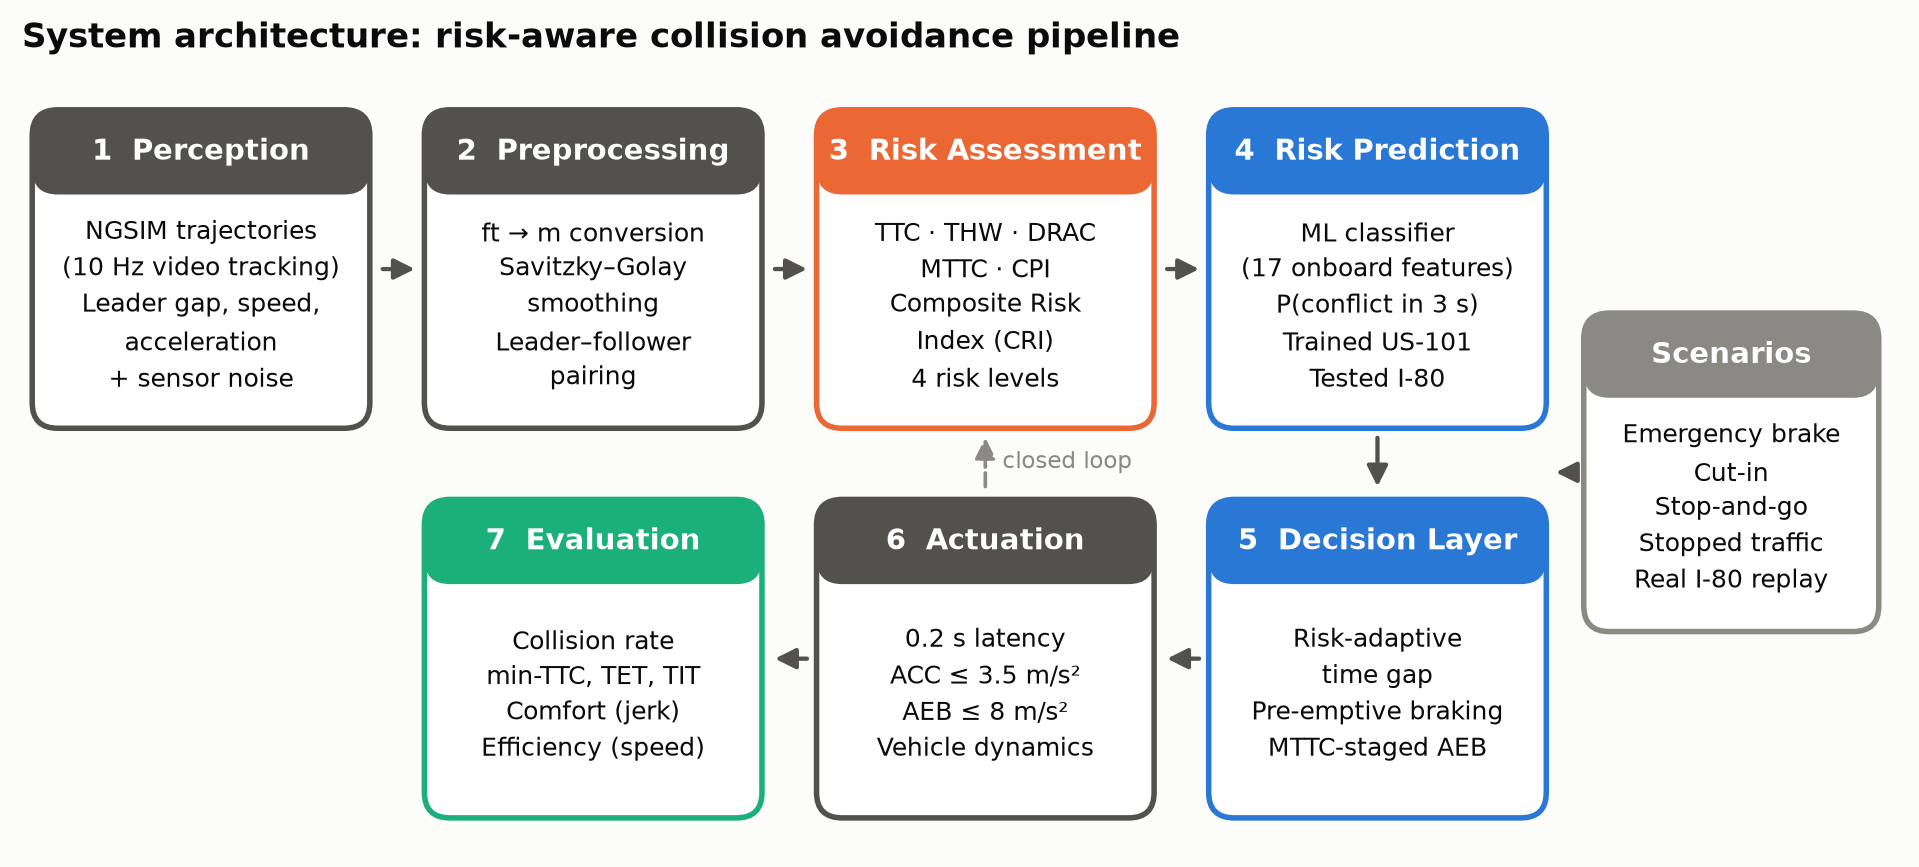 System architecture: risk-aware collision avoidance pipeline
1 Perception
NGSIM trajectories
(10 Hz video tracking)
Leader gap, speed,
acceleration
+ sensor noise
2 Preprocessing
ft → m conversion
Savitzky–Golay
smoothing
Leader–follower
pairing
3 Risk Assessment
TTC · THW · DRAC
MTTC · CPI
Composite Risk
Index (CRI)
4 risk levels
4 Risk Prediction
ML classifier
(17 onboard features)
P(conflict in 3 s)
Trained US-101
Tested I-80
Scenarios
Emergency brake
Cut-in
Stop-and-go
Stopped traffic
Real I-80 replay
closed loop
7 Evaluation
Collision rate
min-TTC, TET, TIT
Comfort (jerk)
Efficiency (speed)
6 Actuation
0.2 s latency
ACC ≤ 3.5 m/s²
AEB ≤ 8 m/s²
Vehicle dynamics
5 Decision Layer
Risk-adaptive
time gap
Pre-emptive braking
MTTC-staged AEB